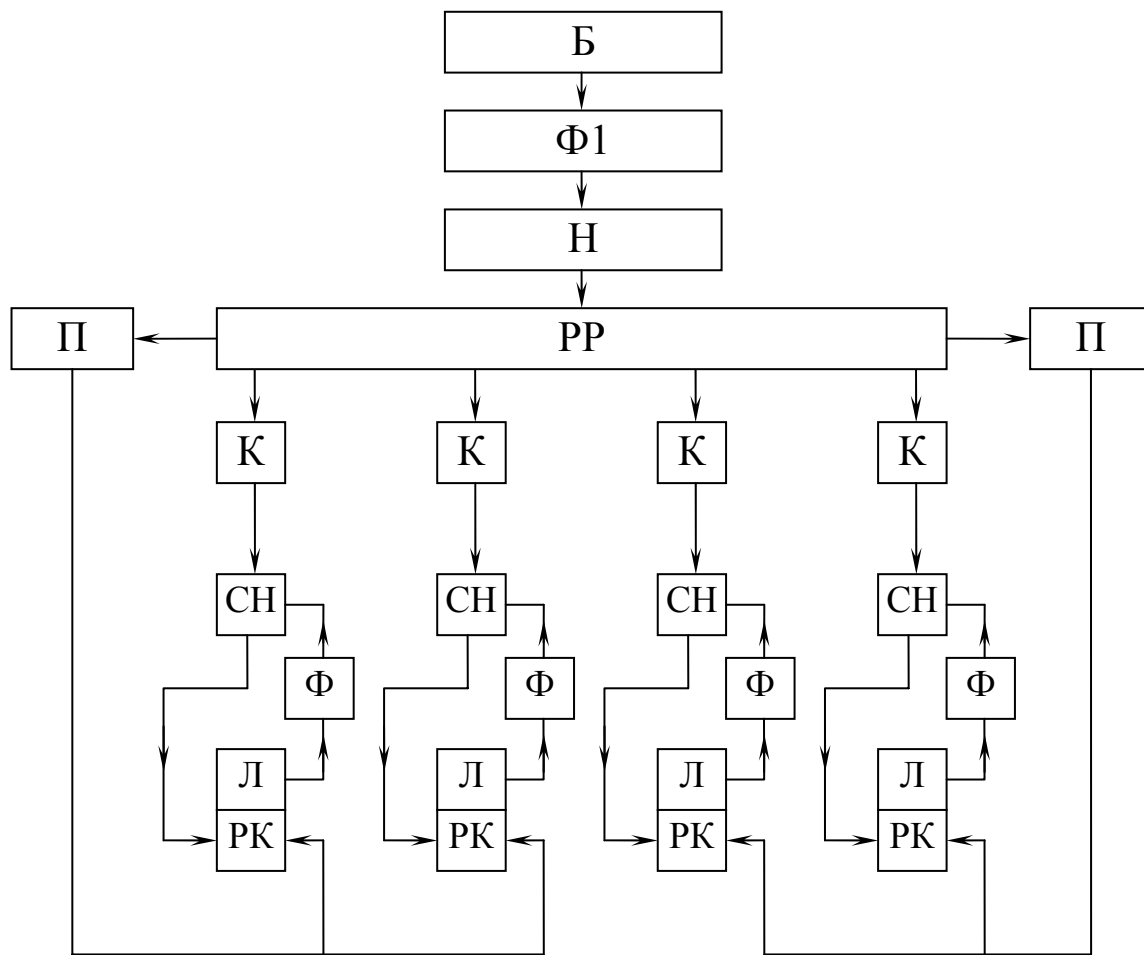 Б
Ф1
Н
П РР П
К К К К
СН СН СН СН
Ф Ф Ф Ф
Л Л Л Л
РК РК РК РК